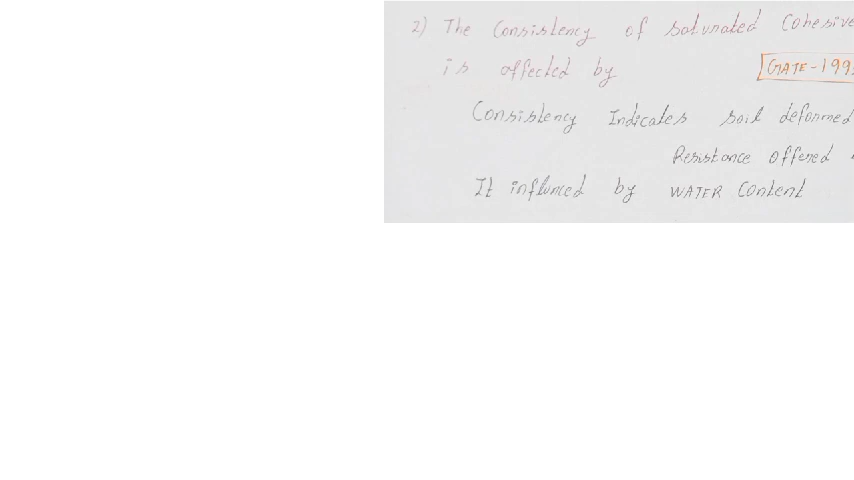 2) The Consistency of saturated Cohesive
is affected by
GATE-199
Consistency Indicates soil deformed
Resistance offered
It influnced by WATER Content